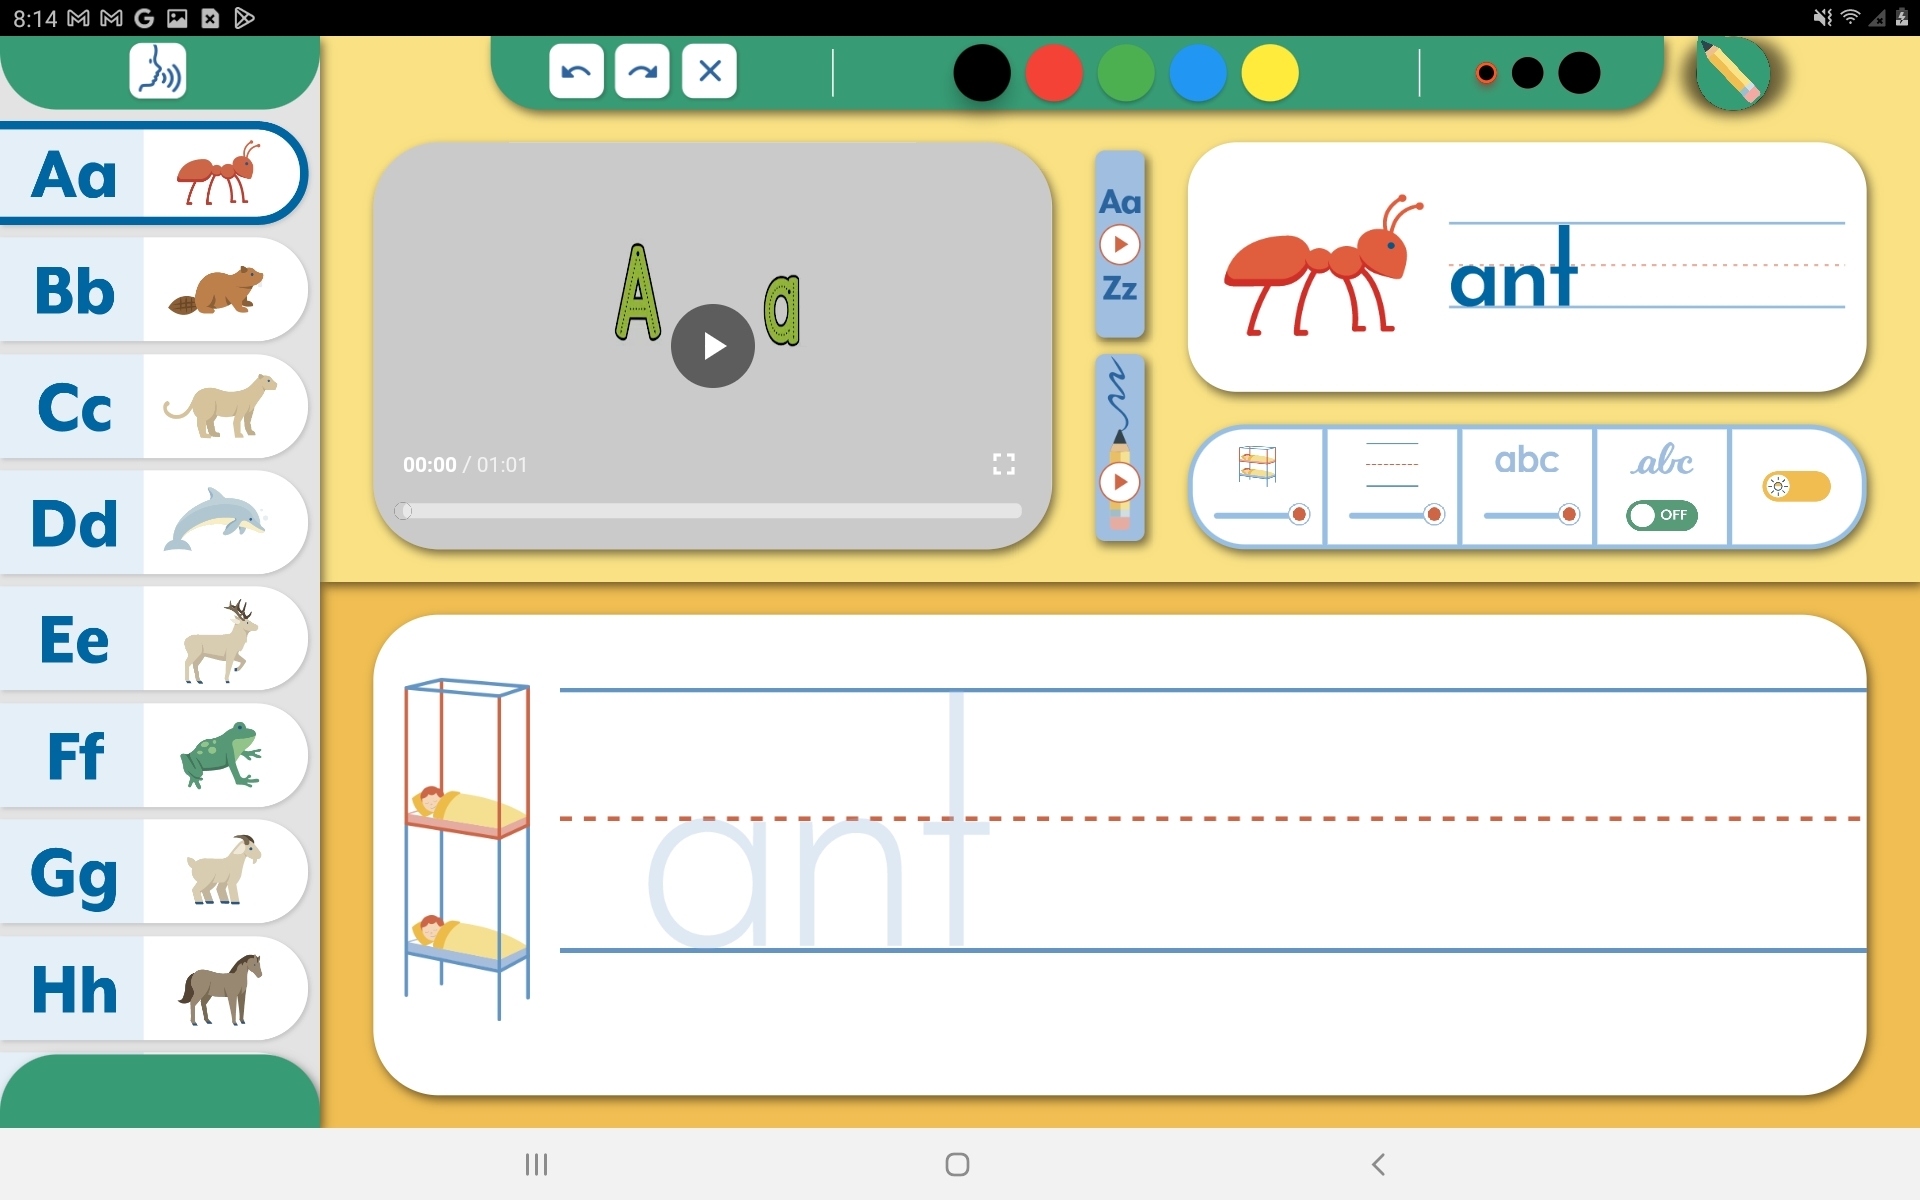 8:14
Aa
Bb
Cc
Dd
Ee
Ff
Gg
Hh
A a
00:00 / 01:01
Aa
Zz
ant
abc
abc
OFF
ant